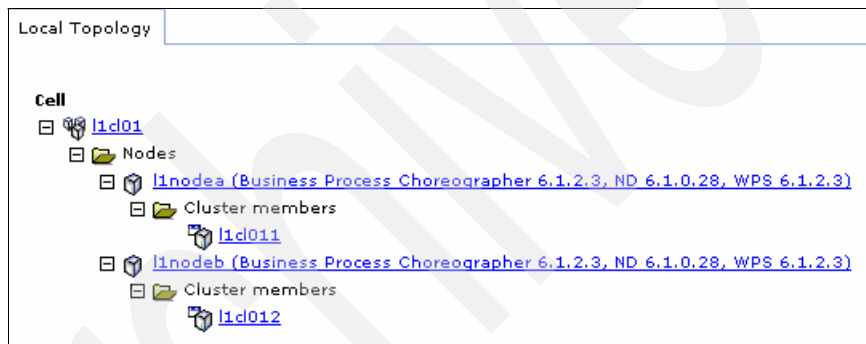 Local Topology
Cell
l1cl01
Nodes
l1nodea (Business Process Choreographer 6.1.2.3, ND 6.1.0.28, WPS 6.1.2.3)
Cluster members
l1cl011
l1nodeb (Business Process Choreographer 6.1.2.3, ND 6.1.0.28, WPS 6.1.2.3)
Cluster members
l1cl012